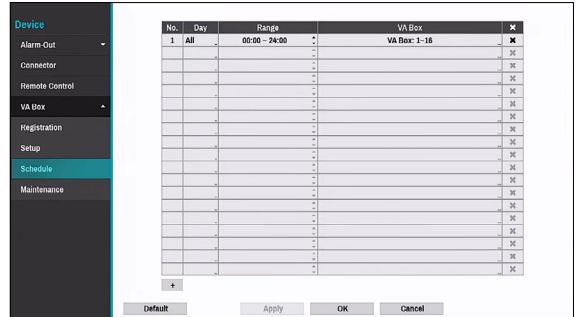 Device
Alarm-Out
Connector
Remote Control
VA Box
Registration
Setup
Schedule
Maintenance
No. Day Range VA Box ✖
1 All 00:00 ~ 24:00 VA Box: 1~16 ✖
+
Default Apply OK Cancel